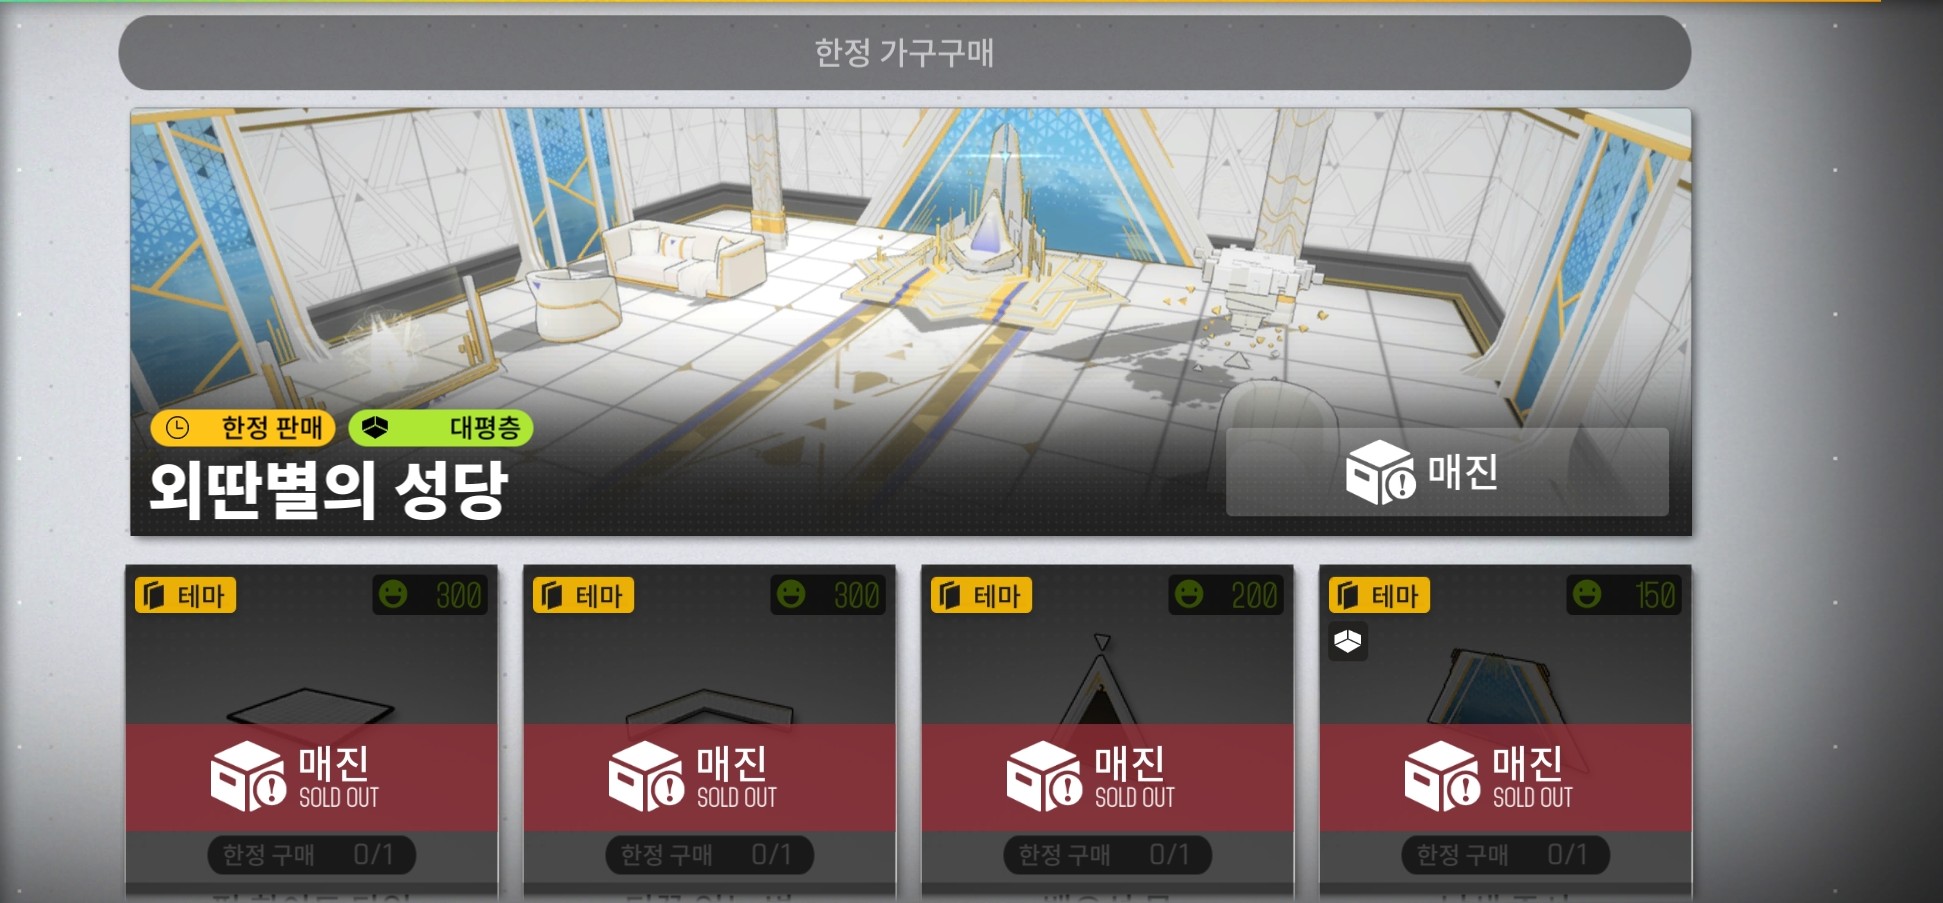 한정 가구구매
한정 판매 대평층
외딴별의 성당
매진
테마 300 테마 300 테마 200 테마 150
매진 매진 매진 매진
SOLD OUT SOLD OUT SOLD OUT SOLD OUT
한정 구매 0/1 한정 구매 0/1 한정 구매 0/1 한정 구매 0/1